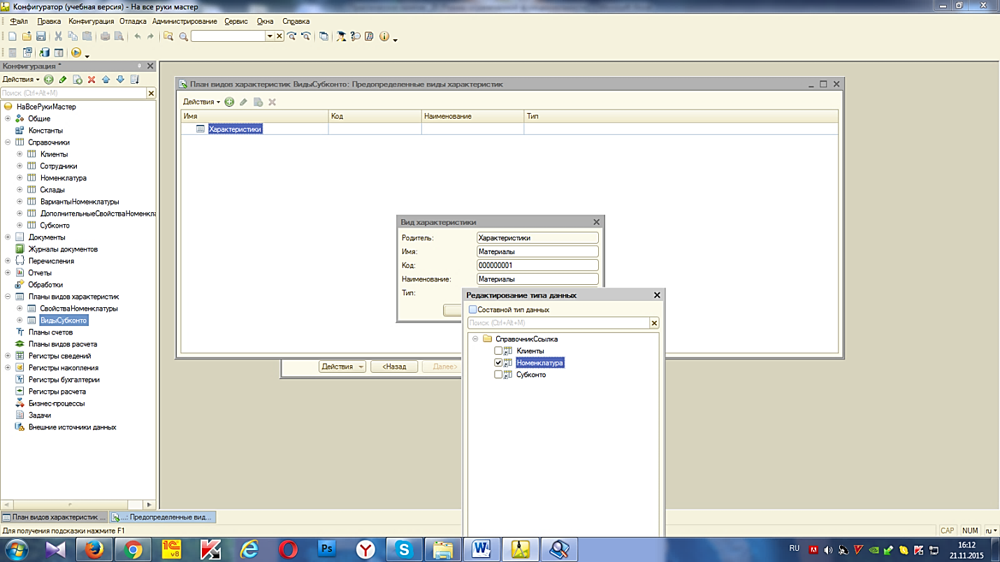 Конфигуратор (учебная версия) - На все руки мастер
Файл Правка Конфигурация Отладка Администрирование Сервис Окна Справка
Конфигурация *
Действия
Поиск (Ctrl+Alt+M)
НаВсеРукиМастер
Общие
Константы
Справочники
Клиенты
Сотрудники
Номенклатура
Склады
ВариантыНоменклатуры
ДополнительныеСвойстваНоменкла
Субконто
Документы
Журналы документов
Перечисления
Отчеты
Обработки
Планы видов характеристик
СвойстваНоменклатуры
ВидыСубконто
Планы счетов
Планы видов расчета
Регистры сведений
Регистры накопления
Регистры бухгалтерии
Регистры расчета
Бизнес-процессы
Задачи
Внешние источники данных
План видов характеристик ВидыСубконто: Предопределенные виды характеристик
Действия
Имя Код Наименование Тип
Характеристики
Вид характеристики
Родитель: Характеристики
Имя: Материалы
Код: 000000001
Наименование: Материалы
Тип:
Редактирование типа данных
Составной тип данных
Поиск (Ctrl+Alt+M)
СправочникСсылка
Клиенты
Номенклатура
Субконто
Действия <Назад Далее>
План видов характеристик ... ...: Предопределенные вид...
Для получения подсказки нажмите F1
CAP NUM ru
1С v8 Ps Y S W
RU
16:12
21.11.2015